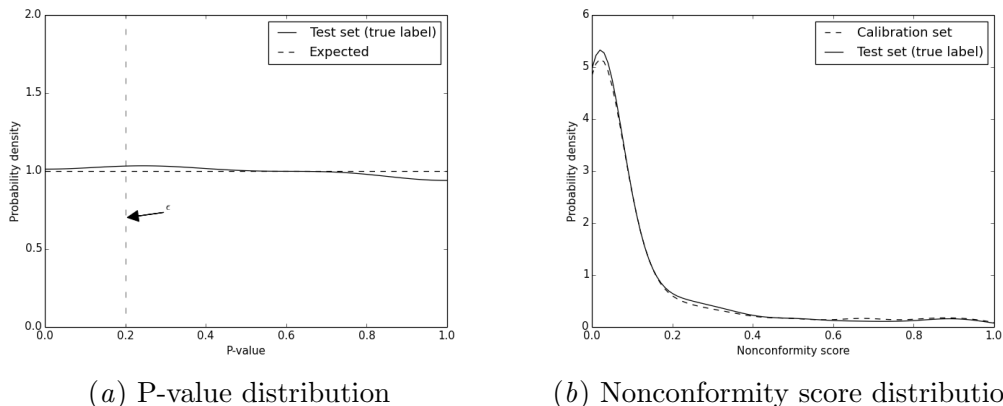 2.0
Test set (true label)
Expected
1.5
Probability density
1.0
ϵ
0.5
0.0
0.0 0.2 0.4 0.6 0.8 1.0
P-value
(a) P-value distribution
6
Calibration set
Test set (true label)
5
4
Probability density
3
2
1
0
0.0 0.2 0.4 0.6 0.8 1.0
Nonconformity score
(b) Nonconformity score distributio